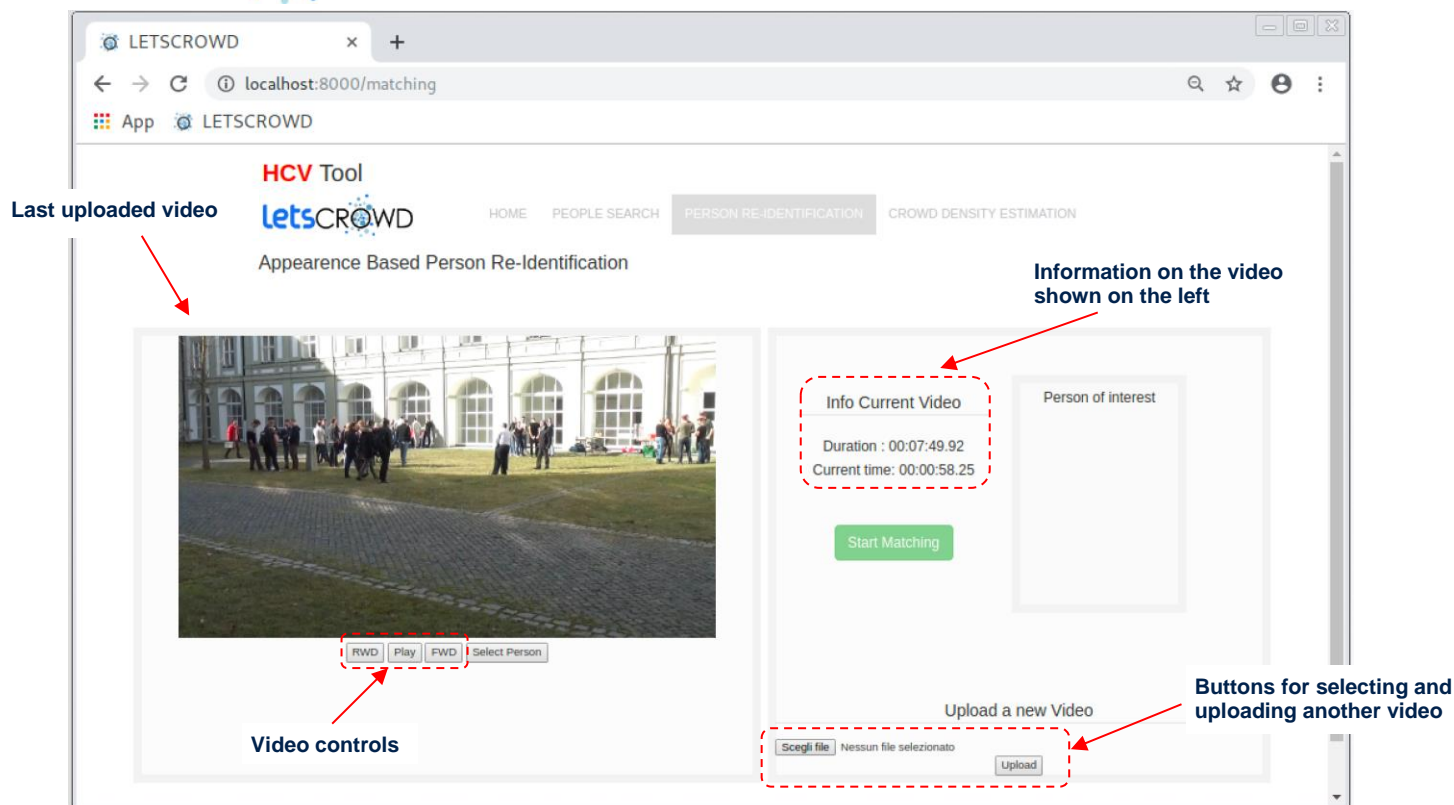 LETSCROWD
localhost:8000/matching
App LETSCROWD
HCV Tool
Last uploaded video
LetsCROWD
HOME PEOPLE SEARCH PERSON RE-IDENTIFICATION CROWD DENSITY ESTIMATION
Appearence Based Person Re-Identification
Information on the video
shown on the left
Info Current Video
Person of interest
Duration : 00:07:49.92
Current time: 00:00:58.25
Start Matching
RWD Play FWD Select Person
Video controls
Buttons for selecting and
uploading another video
Upload a new Video
Scegli file Nessun file selezionato
Upload